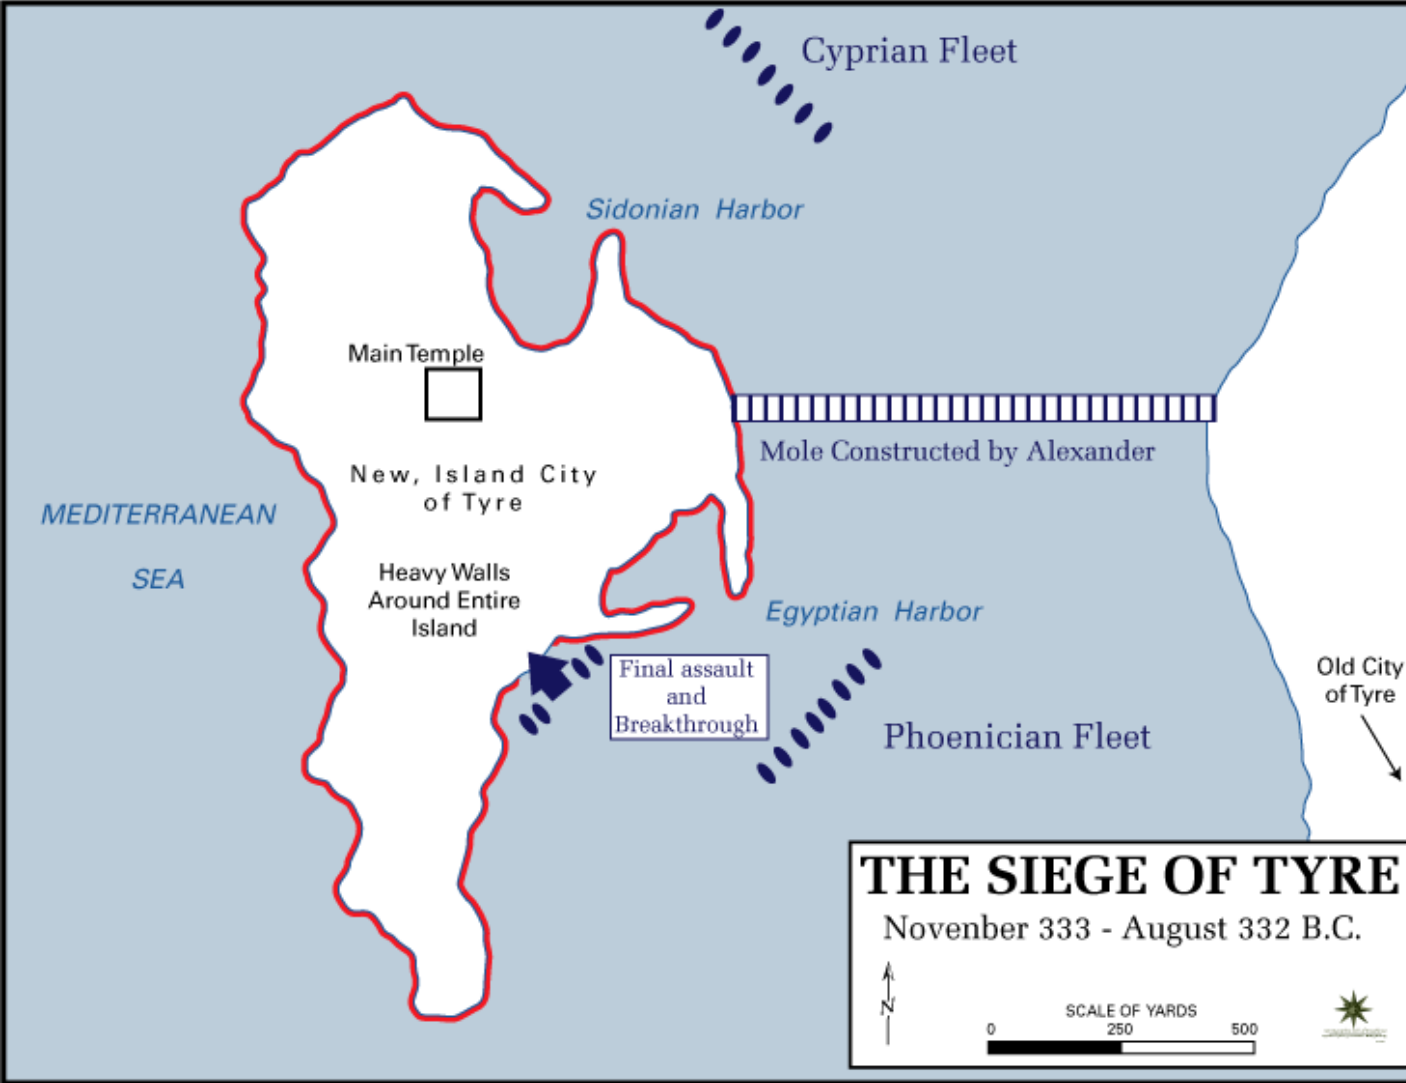 Cyprian Fleet
Sidonian Harbor
Main Temple
Mole Constructed by Alexander
New, Island City
of Tyre
MEDITERRANEAN
SEA
Heavy Walls
Around Entire
Island
Egyptian Harbor
Final assault
and
Breakthrough
Old City
of Tyre
Phoenician Fleet
THE SIEGE OF TYRE
Novenber 333 - August 332 B.C.
N
SCALE OF YARDS
0 250 500